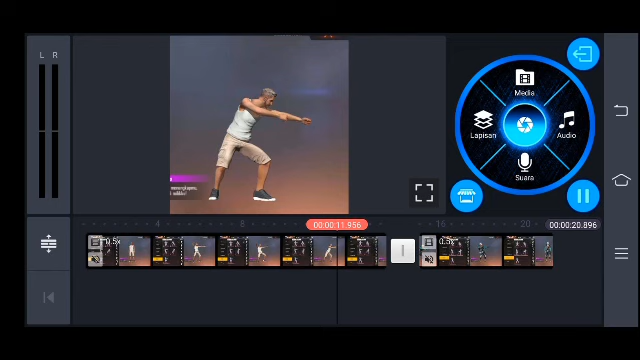 L R
Media
Lapisan
Audio
Suara
4
8
00:00:11.956
16
20
00:00:20.896
0.5x
0.5x